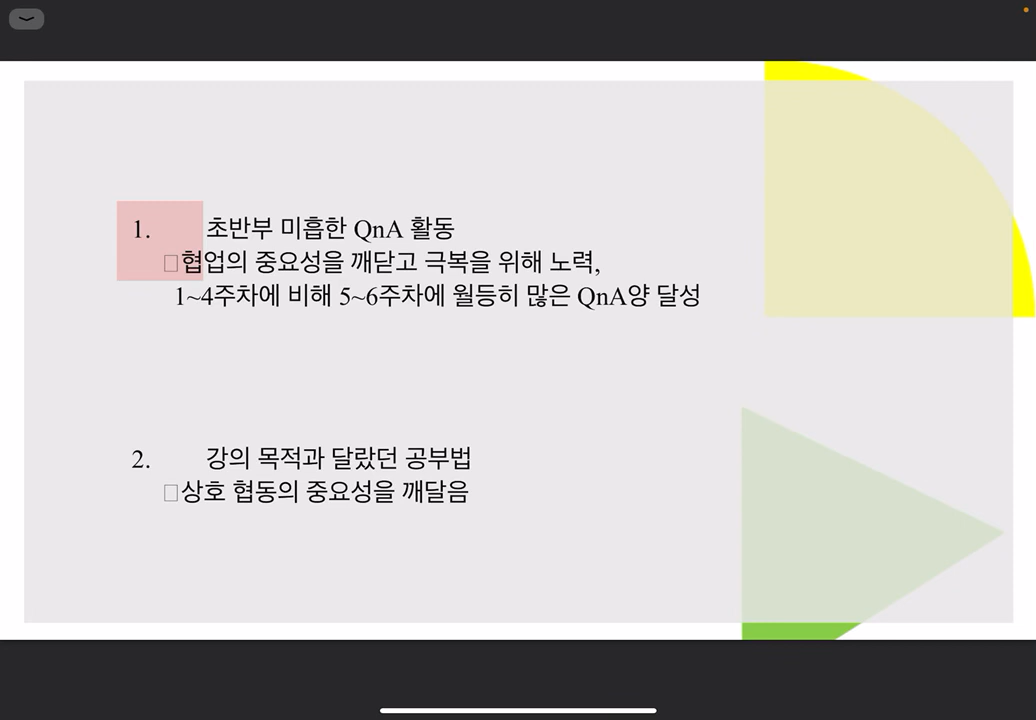 1. 초반부 미흡한 QnA 활동
□협업의 중요성을 깨닫고 극복을 위해 노력,
1~4주차에 비해 5~6주차에 월등히 많은 QnA양 달성
2. 강의 목적과 달랐던 공부법
□상호 협동의 중요성을 깨달음